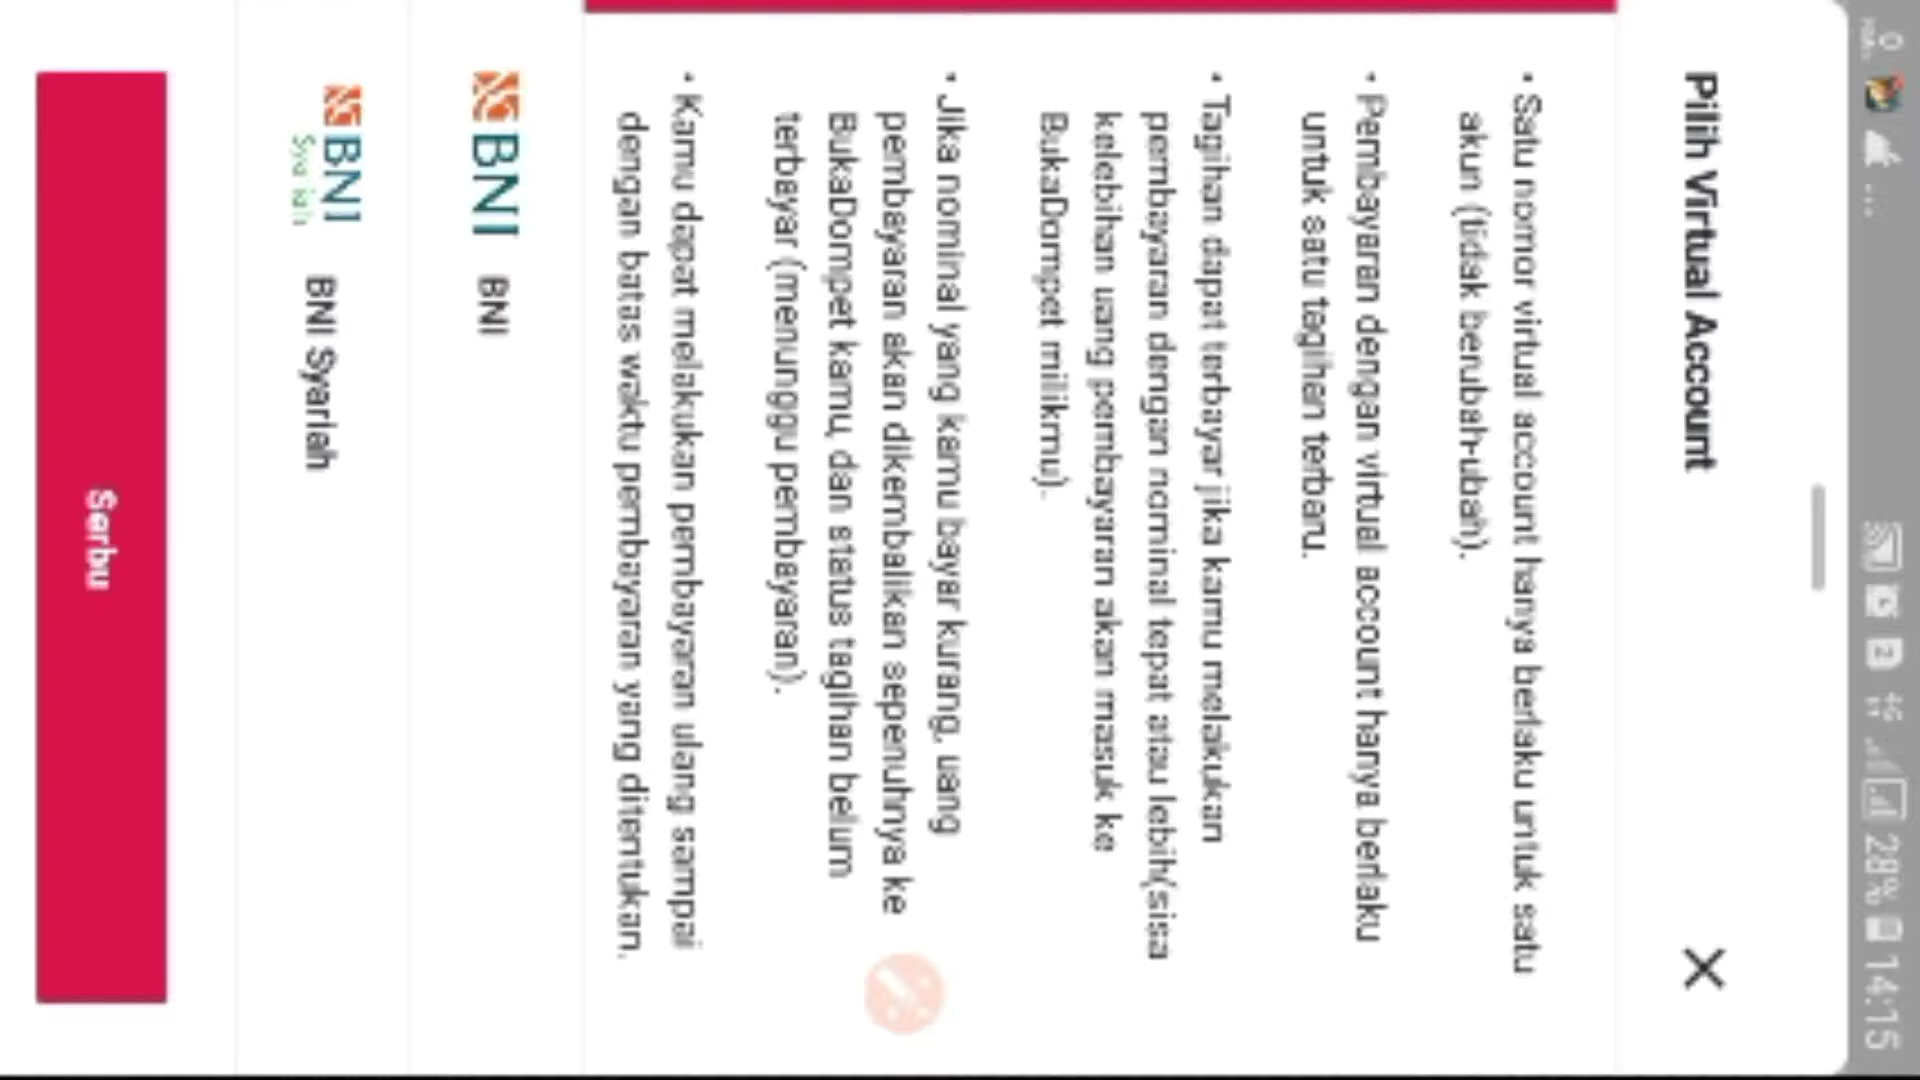 14:15
28%
4G
2
0
...
Pilih Virtual Account
• Satu nomor virtual account hanya berlaku untuk satu
akun (tidak berubah-ubah).
• Pembayaran dengan virtual account hanya berlaku
untuk satu tagihan terbaru.
• Tagihan dapat terbayar jika kamu melakukan
pembayaran dengan nominal tepat atau lebih(sisa
kelebihan uang pembayaran akan masuk ke
BukaDompet milikmu).
• Jika nominal yang kamu bayar kurang, uang
pembayaran akan dikembalikan sepenuhnya ke
BukaDompet kamu, dan status tagihan belum
terbayar (menunggu pembayaran).
• Kamu dapat melakukan pembayaran ulang sampai
dengan batas waktu pembayaran yang ditentukan.
BNI BNI
BNI BNI Syariah
Syariah
Serbu